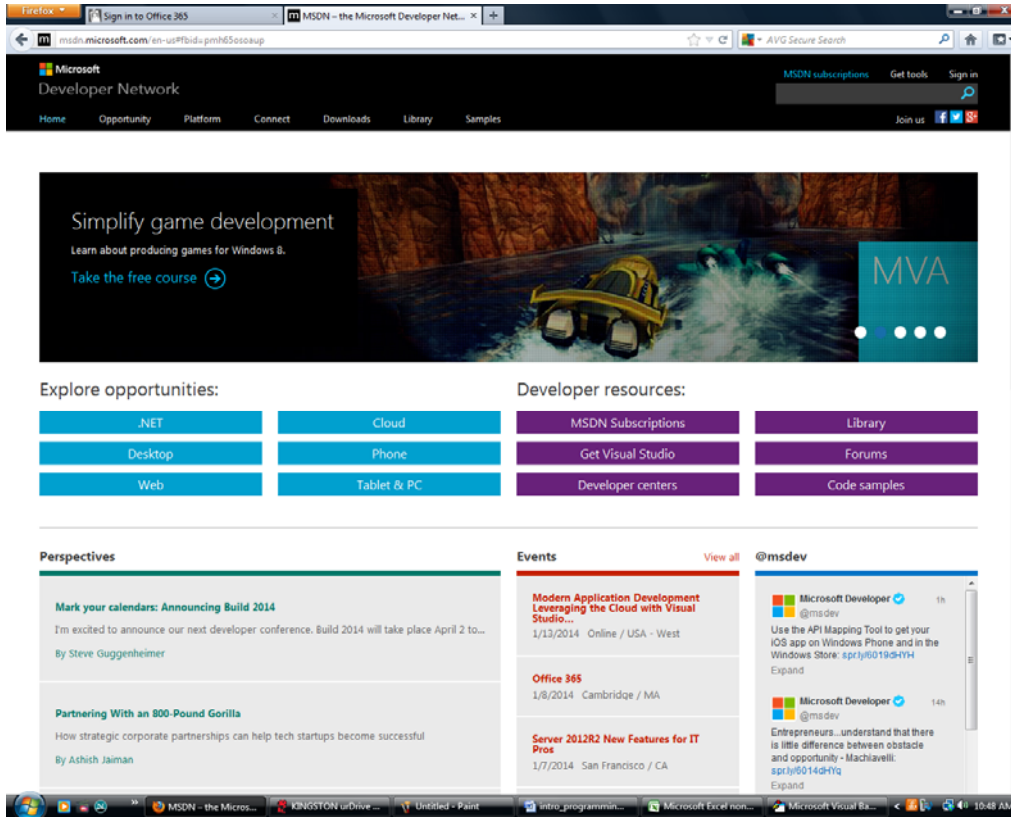 Firefox
Sign in to Office 365
MSDN – the Microsoft Developer Net...
msdn.microsoft.com/en-us#fbid=pmh65osoaup
AVG Secure Search
Microsoft
Developer Network
MSDN subscriptions Get tools Sign in
Home Opportunity Platform Connect Downloads Library Samples
Join us
Simplify game development
Learn about producing games for Windows 8.
Take the free course
MVA
Explore opportunities:
.NET Cloud
Desktop Phone
Web Tablet & PC
Developer resources:
MSDN Subscriptions Library
Get Visual Studio Forums
Developer centers Code samples
Perspectives
Mark your calendars: Announcing Build 2014
I'm excited to announce our next developer conference. Build 2014 will take place April 2 to...
By Steve Guggenheimer
Partnering With an 800-Pound Gorilla
How strategic corporate partnerships can help tech startups become successful
By Ashish Jaiman
Events View all
Modern Application Development
Leveraging the Cloud with Visual
Studio...
1/13/2014 Online / USA - West
Office 365
1/8/2014 Cambridge / MA
Server 2012R2 New Features for IT
Pros
1/7/2014 San Francisco / CA
@msdev
Microsoft Developer 1h
@msdev
Use the API Mapping Tool to get your
iOS app on Windows Phone and in the
Windows Store: spr.ly/6019dHYH
Expand
Microsoft Developer 14h
@msdev
Entrepreneurs...understand that there
is little difference between obstacle
and opportunity - Machiavelli:
spr.ly/6014dHYq
Expand
MSDN – the Micros... KINGSTON urDrive ... Untitled - Paint intro_programmin... Microsoft Excel non... Microsoft Visual Ba... 10:48 AM